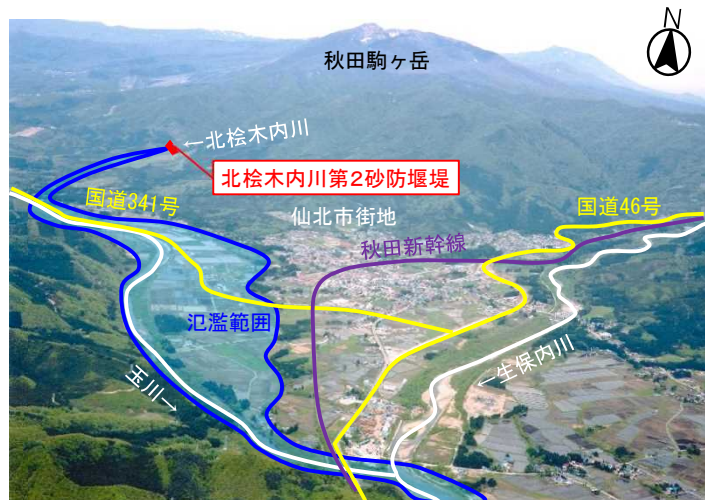 N
秋田駒ヶ岳
←北桧木内川
北桧木内川第2砂防堰堤
国道341号
仙北市街地
国道46号
秋田新幹線
氾濫範囲
←生保内川
玉川→